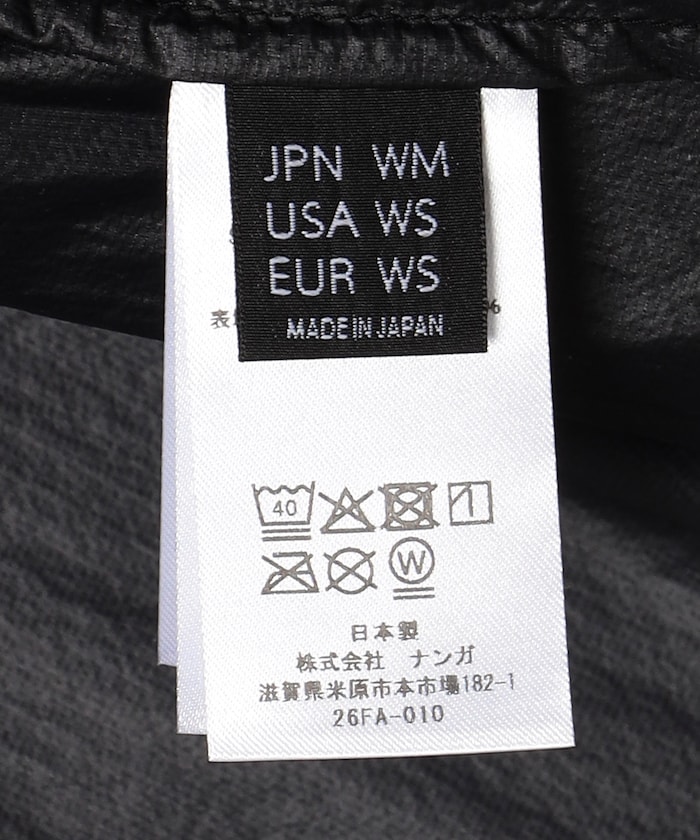 JPN WM
USA WS
EUR WS
MADE IN JAPAN
表
%
40
W
日本製
株式会社 ナンガ
滋賀県米原市本市場182-1
26FA-010